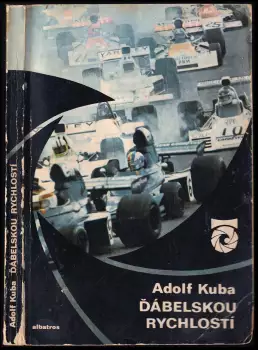 Adolf Kuba ĎÁBELSKOU RYCHLOSTÍ
albatros
Adolf Kuba
ĎÁBELSKOU
RYCHLOSTÍ